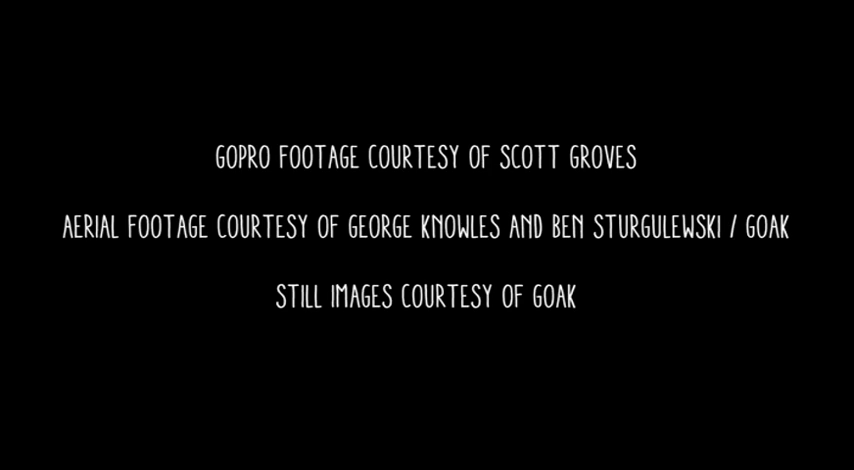 GOPRO FOOTAGE COURTESY OF SCOTT GROVES
AERIAL FOOTAGE COURTESY OF GEORGE KNOWLES AND BEN STURGULEWSKI / GOAK
STILL IMAGES COURTESY OF GOAK